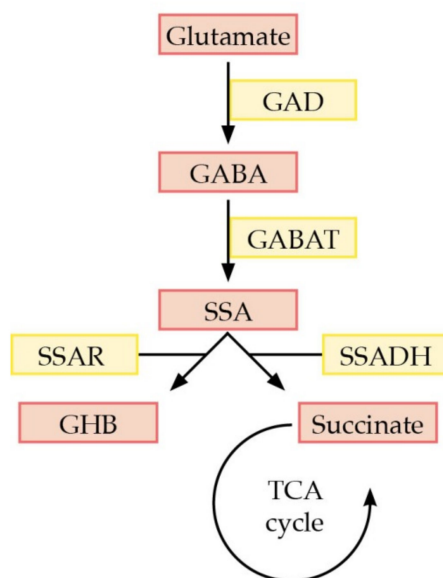 Glutamate
GAD
GABA
GABAT
SSA
SSAR
SSADH
GHB
Succinate
TCA
cycle